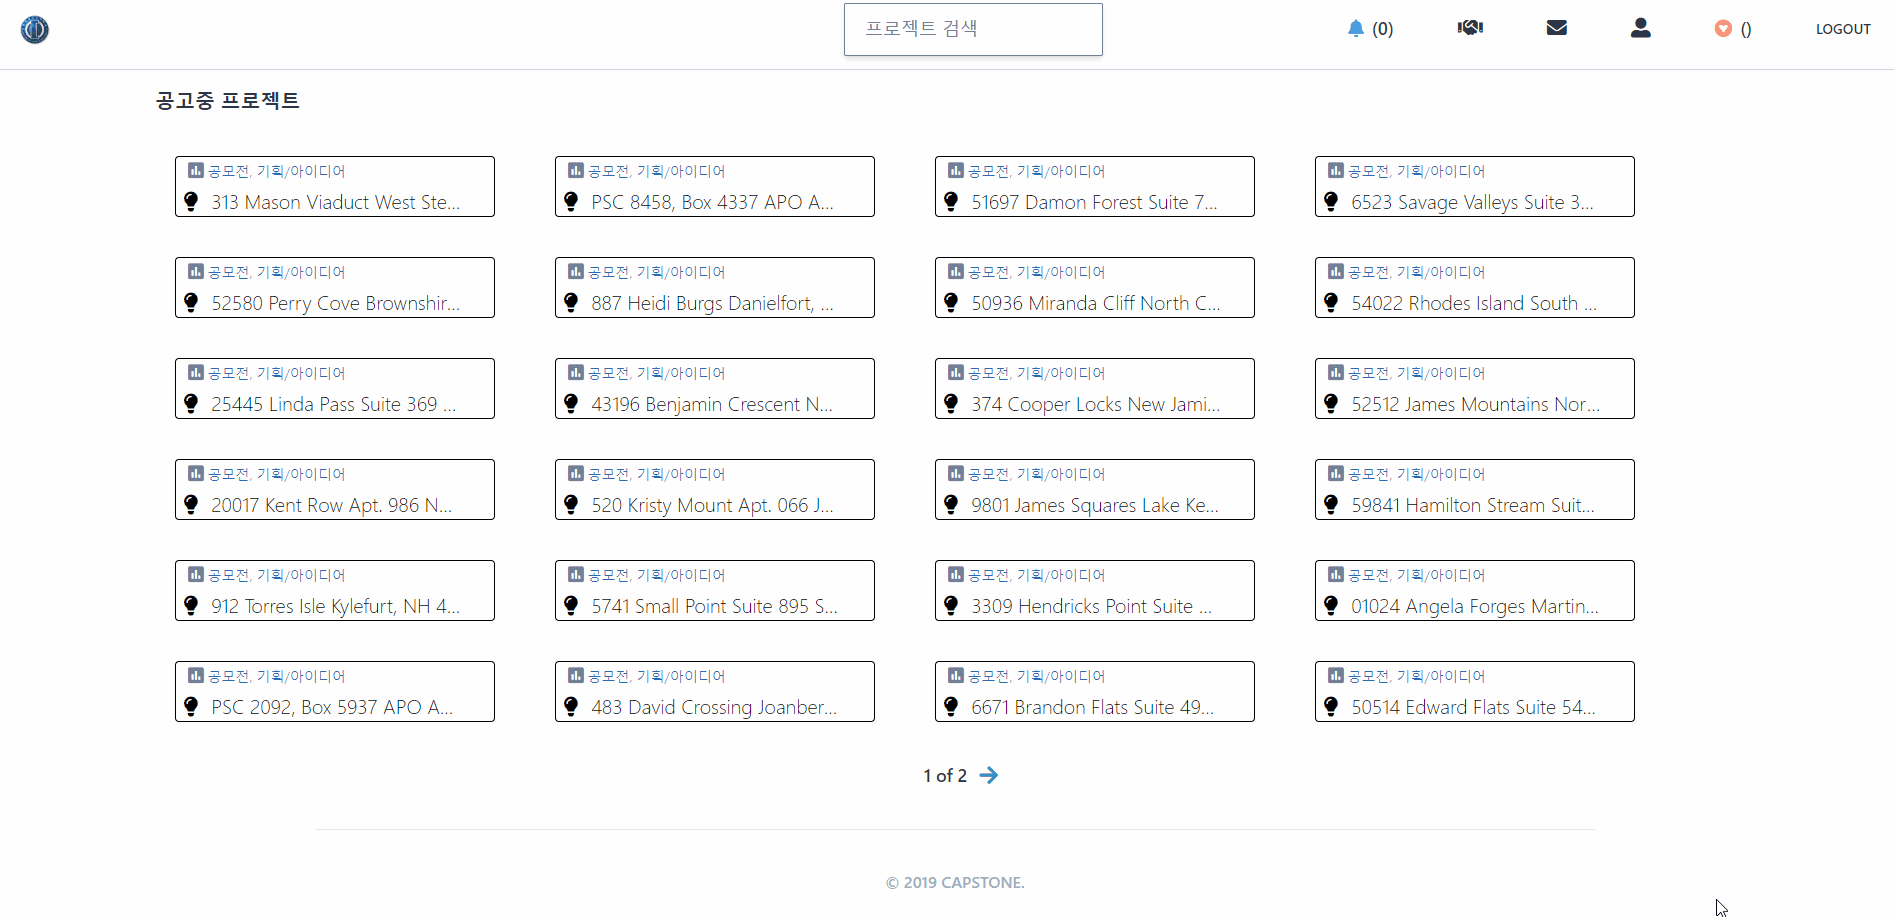 프로젝트 검색
(0)
()
LOGOUT
공고중 프로젝트
공모전, 기획/아이디어
313 Mason Viaduct West Ste...
공모전, 기획/아이디어
PSC 8458, Box 4337 APO A...
공모전, 기획/아이디어
51697 Damon Forest Suite 7...
공모전, 기획/아이디어
6523 Savage Valleys Suite 3...
공모전, 기획/아이디어
52580 Perry Cove Brownshir...
공모전, 기획/아이디어
887 Heidi Burgs Danielfort, ...
공모전, 기획/아이디어
50936 Miranda Cliff North C...
공모전, 기획/아이디어
54022 Rhodes Island South ...
공모전, 기획/아이디어
25445 Linda Pass Suite 369 ...
공모전, 기획/아이디어
43196 Benjamin Crescent N...
공모전, 기획/아이디어
374 Cooper Locks New Jami...
공모전, 기획/아이디어
52512 James Mountains Nor...
공모전, 기획/아이디어
20017 Kent Row Apt. 986 N...
공모전, 기획/아이디어
520 Kristy Mount Apt. 066 J...
공모전, 기획/아이디어
9801 James Squares Lake Ke...
공모전, 기획/아이디어
59841 Hamilton Stream Suit...
공모전, 기획/아이디어
912 Torres Isle Kylefurt, NH 4...
공모전, 기획/아이디어
5741 Small Point Suite 895 S...
공모전, 기획/아이디어
3309 Hendricks Point Suite ...
공모전, 기획/아이디어
01024 Angela Forges Martin...
공모전, 기획/아이디어
PSC 2092, Box 5937 APO A...
공모전, 기획/아이디어
483 David Crossing Joanber...
공모전, 기획/아이디어
6671 Brandon Flats Suite 49...
공모전, 기획/아이디어
50514 Edward Flats Suite 54...
1 of 2
© 2019 CAPSTONE.